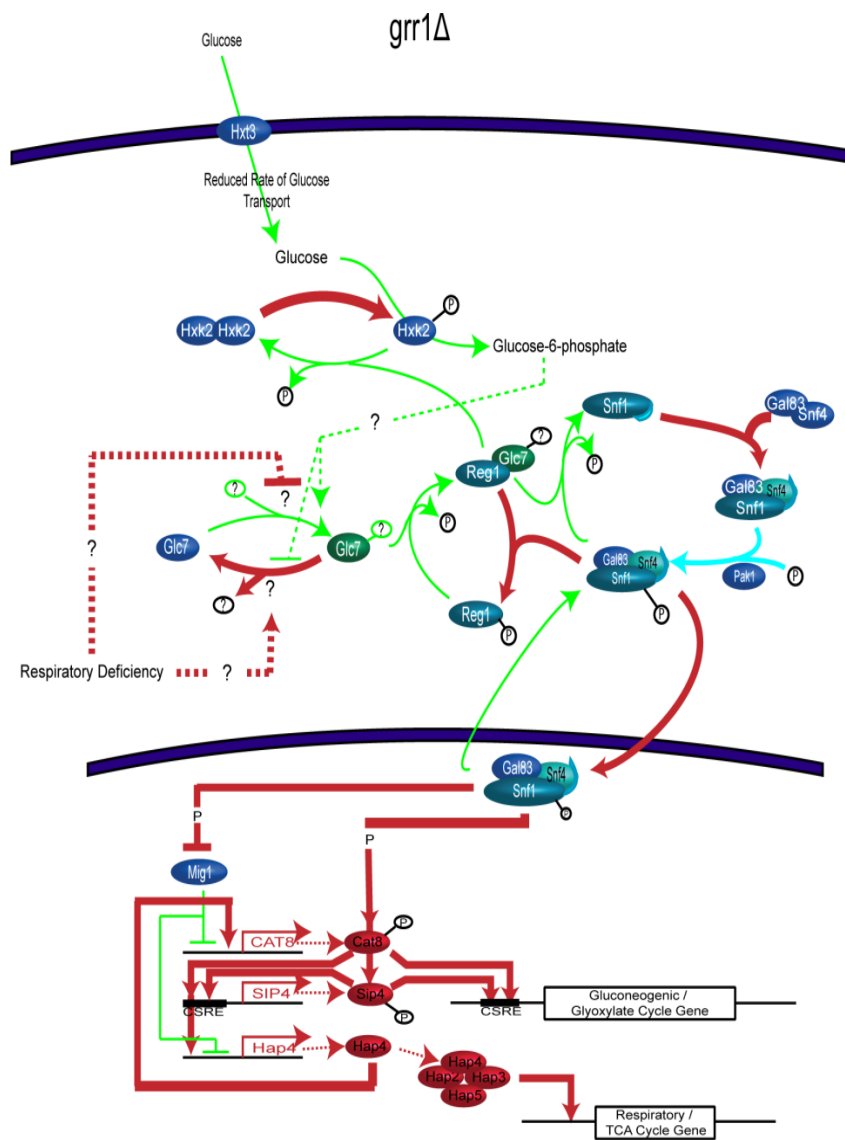 grr1Δ
Glucose
Hxt3
Reduced Rate of Glucose
Transport
Glucose
P
Hxk2 Hxk2
Hxk2
Glucose-6-phosphate
P
Snf1
Gal83
Snf4
?
?
Glc7
Reg1
P
Gal83
Snf4
Snf1
?
?
?
P
?
Glc7
Glc7
Gal83
Snf4
Snf1
Pak1
P
?
?
Reg1
P
P
Respiratory Deficiency
?
Gal83
Snf4
Snf1
P
P
P
Mig1
P
CAT8
Cat8
SIP4
Sip4
CSRE
CSRE
Gluconeogenic /
Glyoxylate Cycle Gene
P
Hap4
Hap4
Hap4
Hap2
Hap3
Hap5
Respiratory /
TCA Cycle Gene